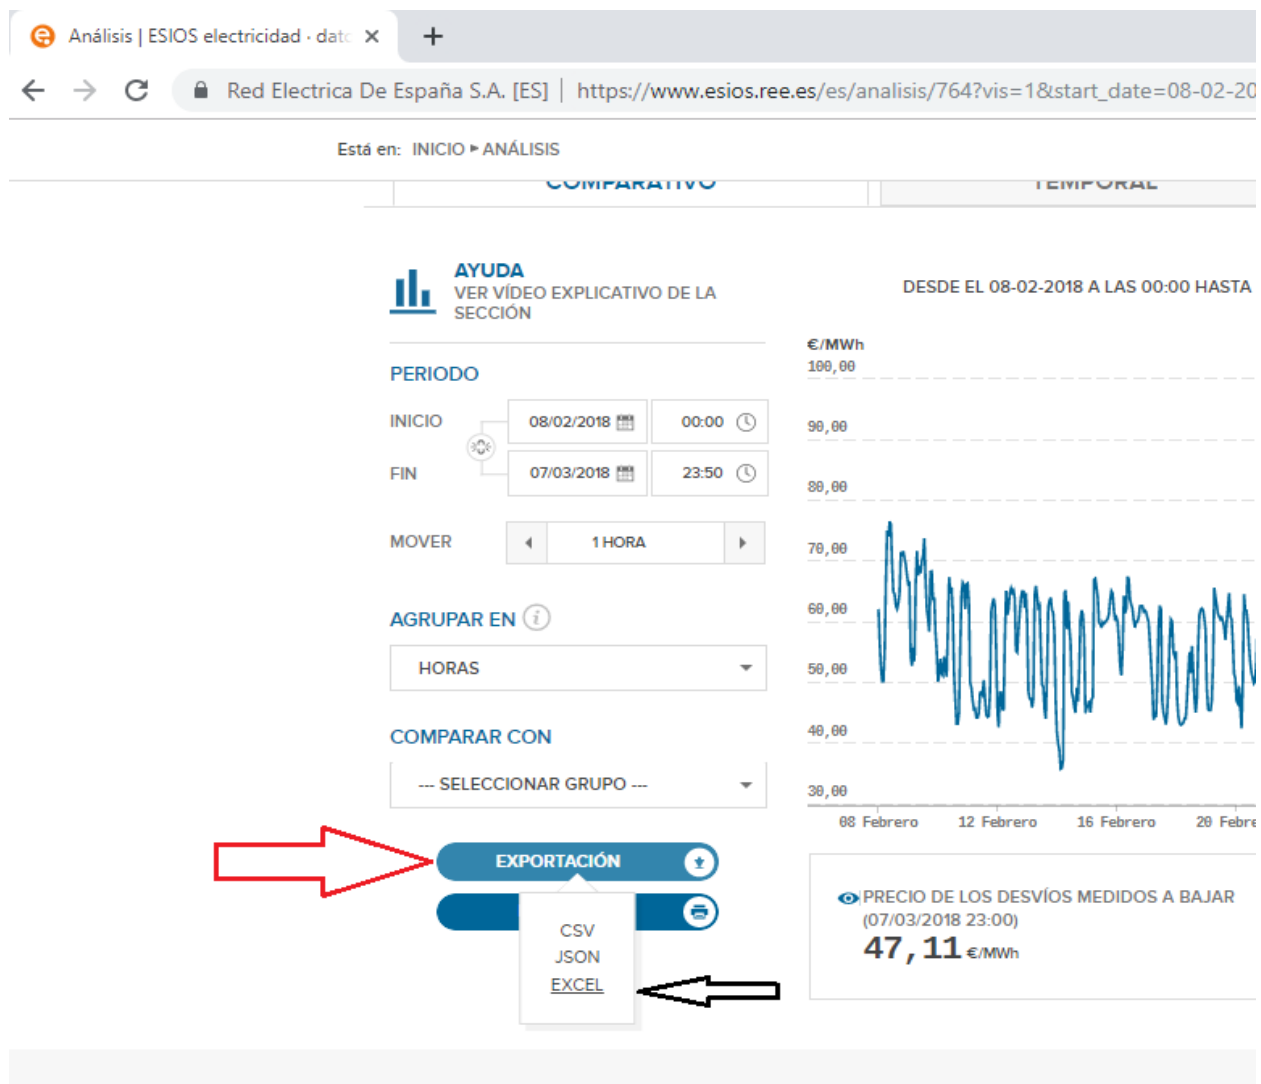 Análisis | ESIOS electricidad · dato
Red Electrica De España S.A. [ES] | https://www.esios.ree.es/es/analisis/764?vis=1&start_date=08-02-20
Está en: INICIO ▸ ANÁLISIS
COMPARATIVO
TEMPORAL
AYUDA
VER VÍDEO EXPLICATIVO DE LA
SECCIÓN
PERIODO
INICIO
08/02/2018
00:00
FIN
07/03/2018
23:50
MOVER
1 HORA
AGRUPAR EN
HORAS
COMPARAR CON
--- SELECCIONAR GRUPO ---
EXPORTACIÓN
CSV
JSON
EXCEL
DESDE EL 08-02-2018 A LAS 00:00 HASTA
€/MWh
100,00
90,00
80,00
70,00
60,00
50,00
40,00
30,00
08 Febrero
12 Febrero
16 Febrero
20 Febre
PRECIO DE LOS DESVÍOS MEDIDOS A BAJAR
(07/03/2018 23:00)
47,11 €/MWh